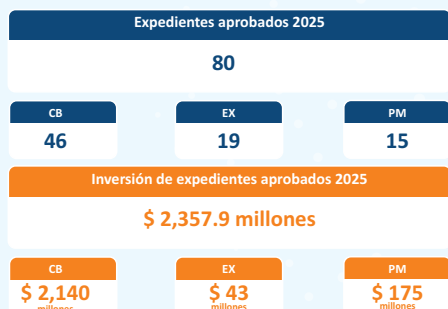 Expedientes aprobados 2025
80
CB EX PM
46 19 15
Inversión de expedientes aprobados 2025
$ 2,357.9 millones
CB EX PM
$ 2,140 $ 43 $ 175
millones millones millones